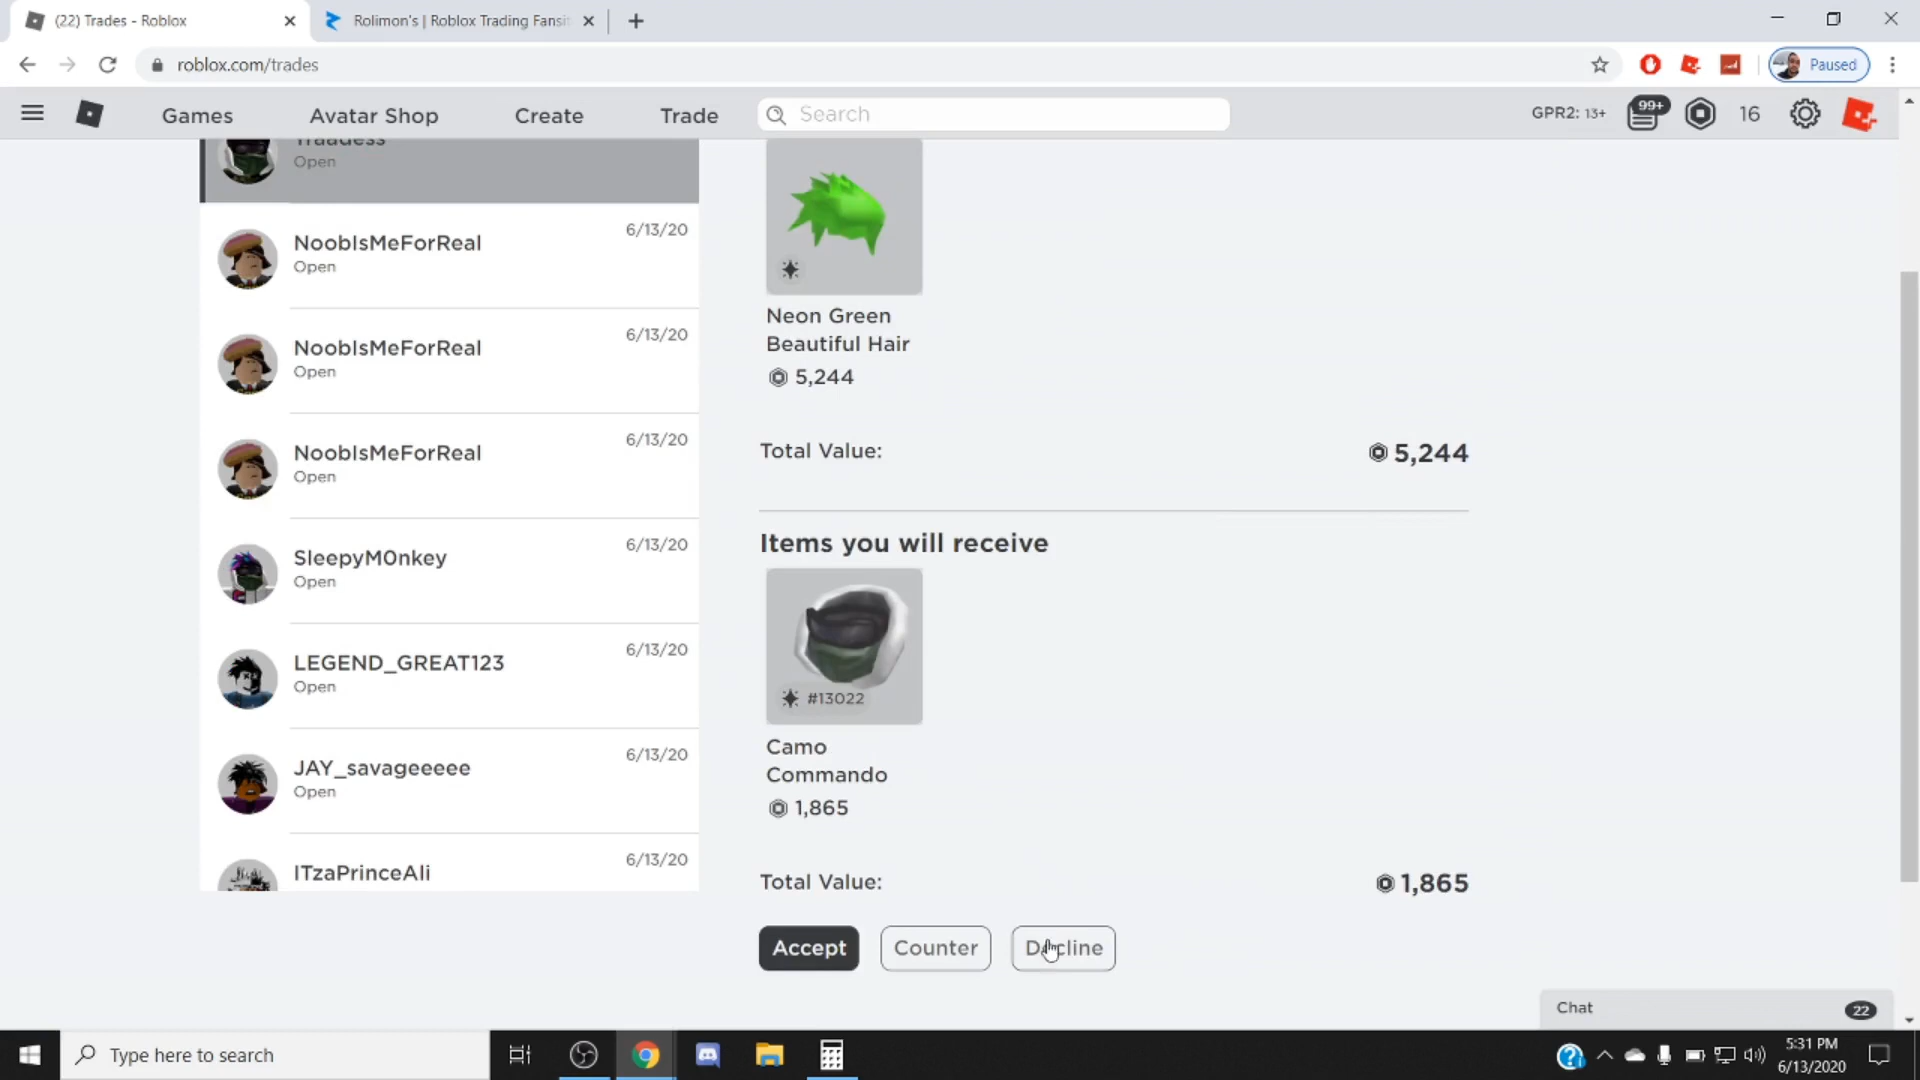 (22) Trades - Roblox
Rolimon's | Roblox Trading Fansit
roblox.com/trades
Paused
Games
Avatar Shop
Create
Trade
Search
GPR2: 13+
99+
16
Traadess
Open
NoobIsMeForReal
6/13/20
Open
NoobIsMeForReal
6/13/20
Open
NoobIsMeForReal
6/13/20
Open
SleepyM0nkey
6/13/20
Open
LEGEND_GREAT123
6/13/20
Open
JAY_savageeeee
6/13/20
Open
ITzaPrinceAli
6/13/20
Neon Green
Beautiful Hair
5,244
Total Value:
5,244
Items you will receive
#13022
Camo
Commando
1,865
Total Value:
1,865
Accept
Counter
Decline
Chat
22
Type here to search
5:31 PM
6/13/2020